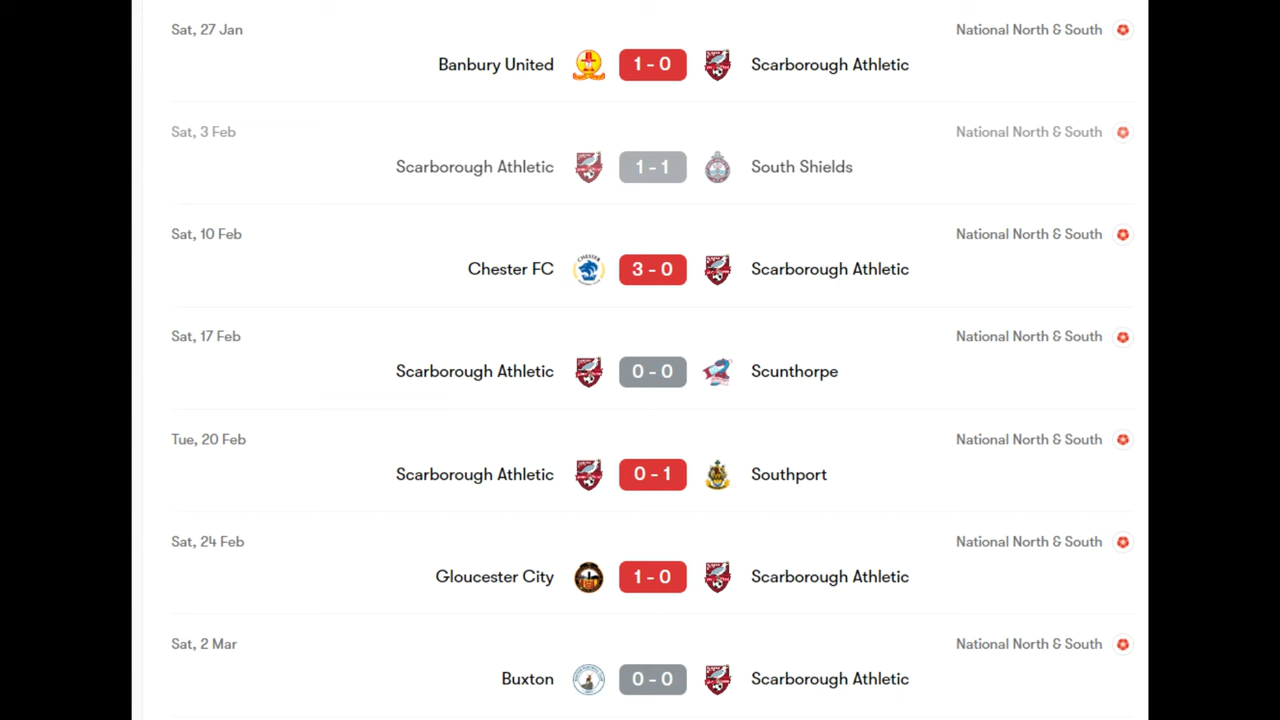 Sat, 27 Jan National North & South
Banbury United 1 - 0 Scarborough Athletic
Sat, 3 Feb National North & South
Scarborough Athletic 1 - 1 South Shields
Sat, 10 Feb National North & South
Chester FC 3 - 0 Scarborough Athletic
Sat, 17 Feb National North & South
Scarborough Athletic 0 - 0 Scunthorpe
Tue, 20 Feb National North & South
Scarborough Athletic 0 - 1 Southport
Sat, 24 Feb National North & South
Gloucester City 1 - 0 Scarborough Athletic
Sat, 2 Mar National North & South
Buxton 0 - 0 Scarborough Athletic